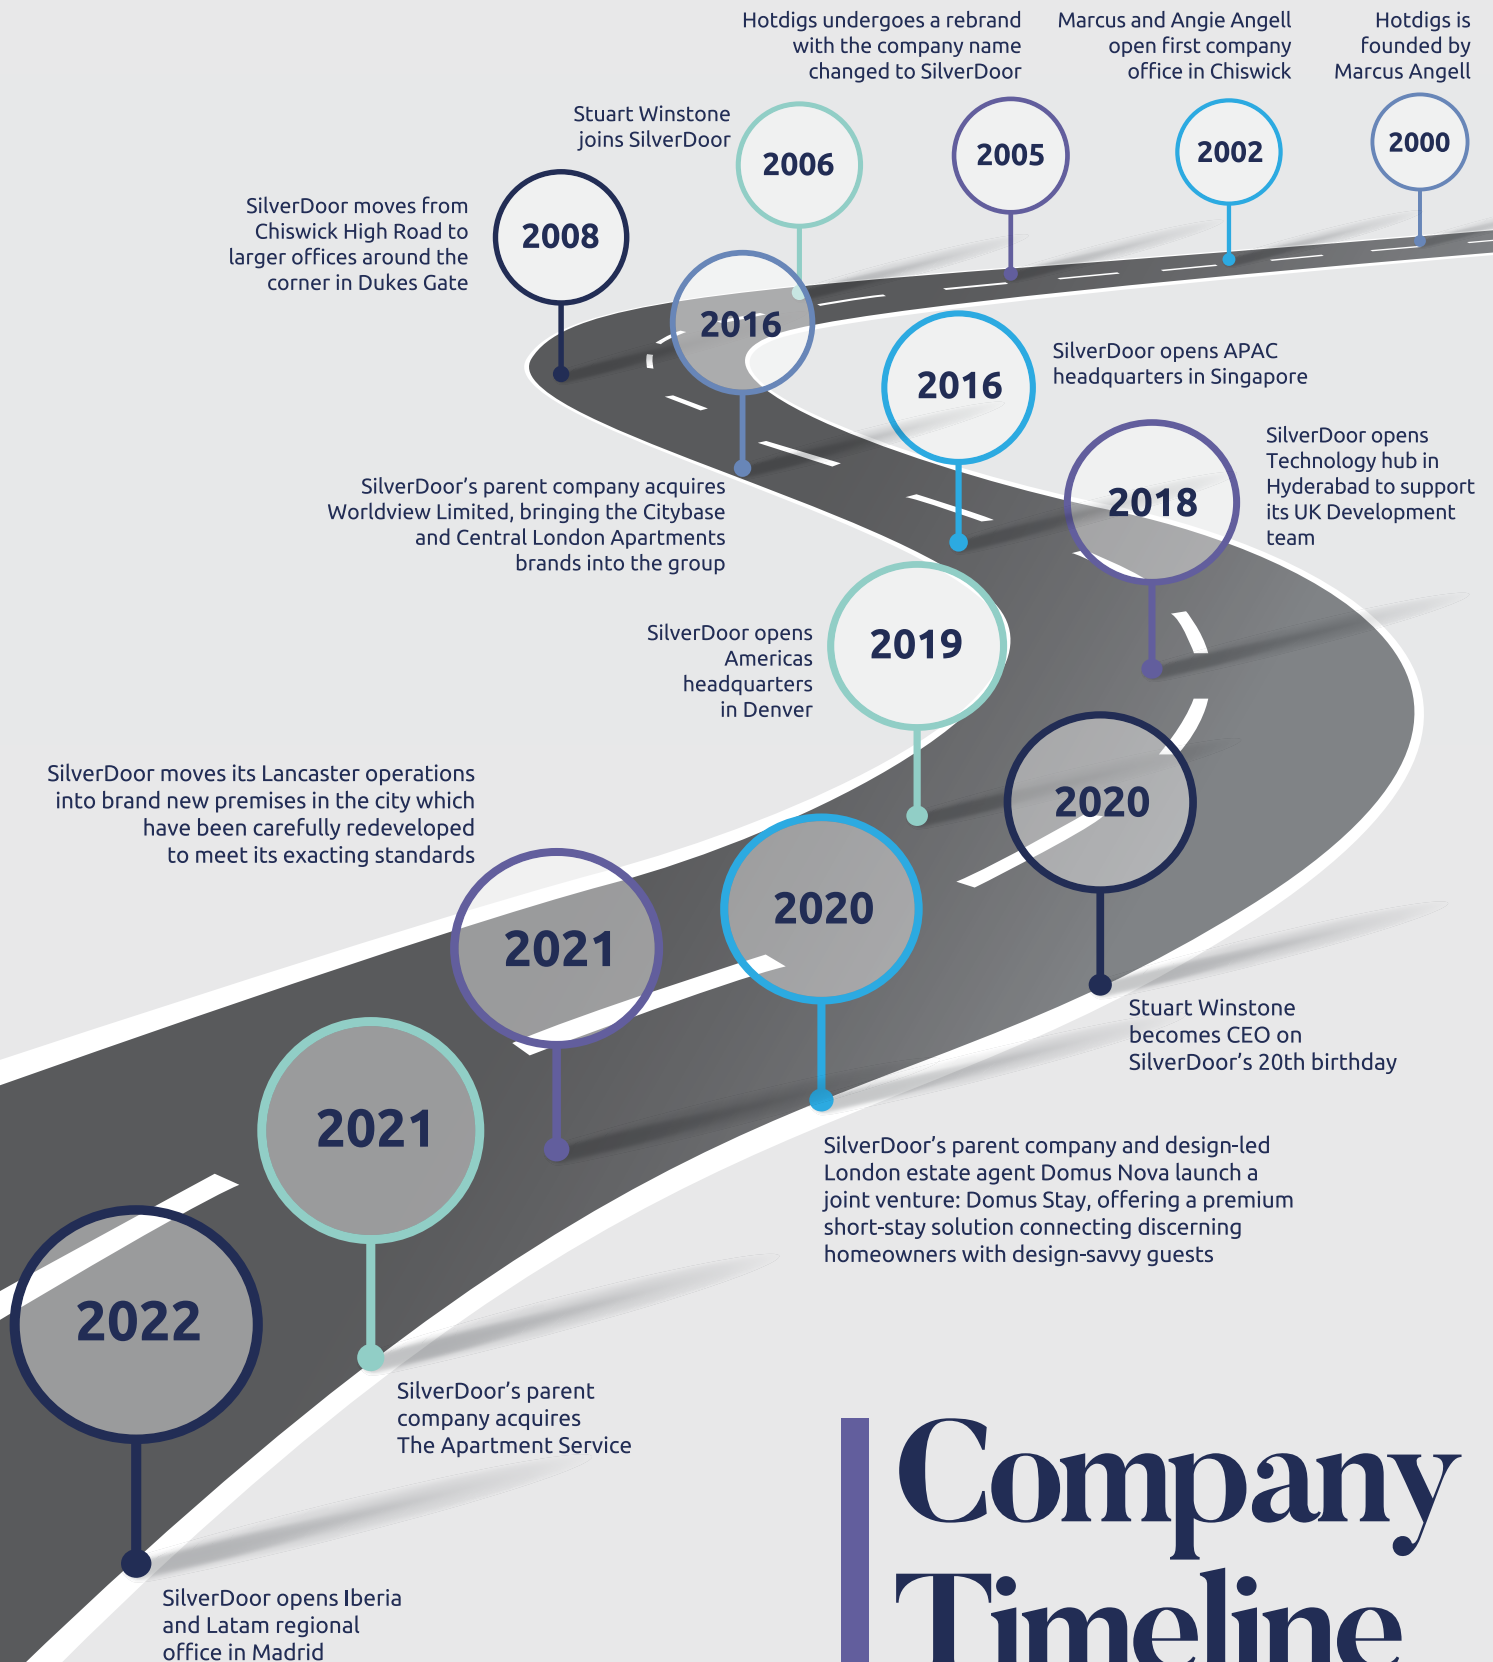 Hotdigs is
founded by
Marcus Angell
2000
Marcus and Angie Angell
open first company
office in Chiswick
2002
Hotdigs undergoes a rebrand
with the company name
changed to SilverDoor
2005
Stuart Winstone
joins SilverDoor
2006
SilverDoor moves from
Chiswick High Road to
larger offices around the
corner in Dukes Gate
2008
2016
SilverDoor’s parent company acquires
Worldview Limited, bringing the Citybase
and Central London Apartments
brands into the group
2016
SilverDoor opens APAC
headquarters in Singapore
2018
SilverDoor opens
Technology hub in
Hyderabad to support
its UK Development
team
2019
SilverDoor opens
Americas
headquarters
in Denver
2020
Stuart Winstone
becomes CEO on
SilverDoor’s 20th birthday
2020
SilverDoor’s parent company and design-led
London estate agent Domus Nova launch a
joint venture: Domus Stay, offering a premium
short-stay solution connecting discerning
homeowners with design-savvy guests
SilverDoor moves its Lancaster operations
into brand new premises in the city which
have been carefully redeveloped
to meet its exacting standards
2021
2021
SilverDoor’s parent
company acquires
The Apartment Service
2022
SilverDoor opens Iberia
and Latam regional
office in Madrid
Company
Timeline